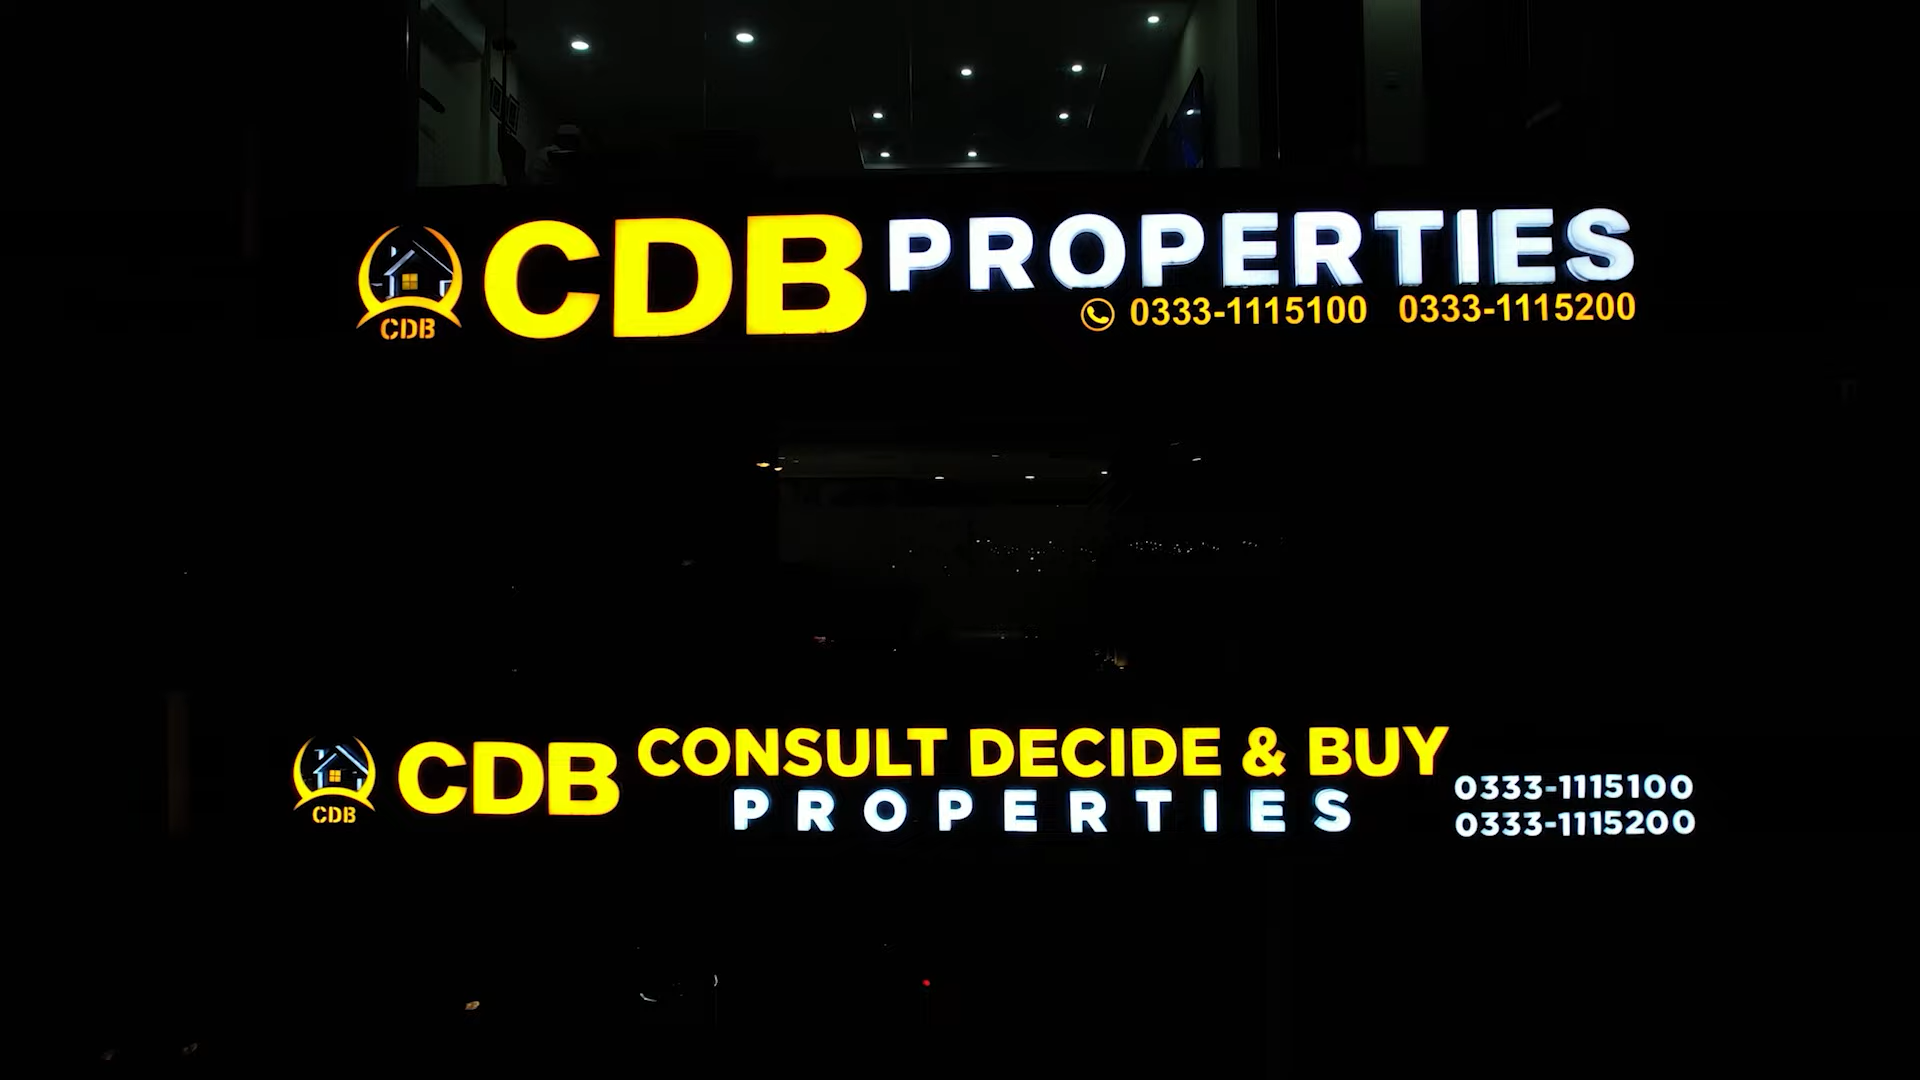 CDB PROPERTIES
0333-1115100 0333-1115200
CDB
CDB CONSULT DECIDE & BUY
PROPERTIES
0333-1115100
0333-1115200
CDB